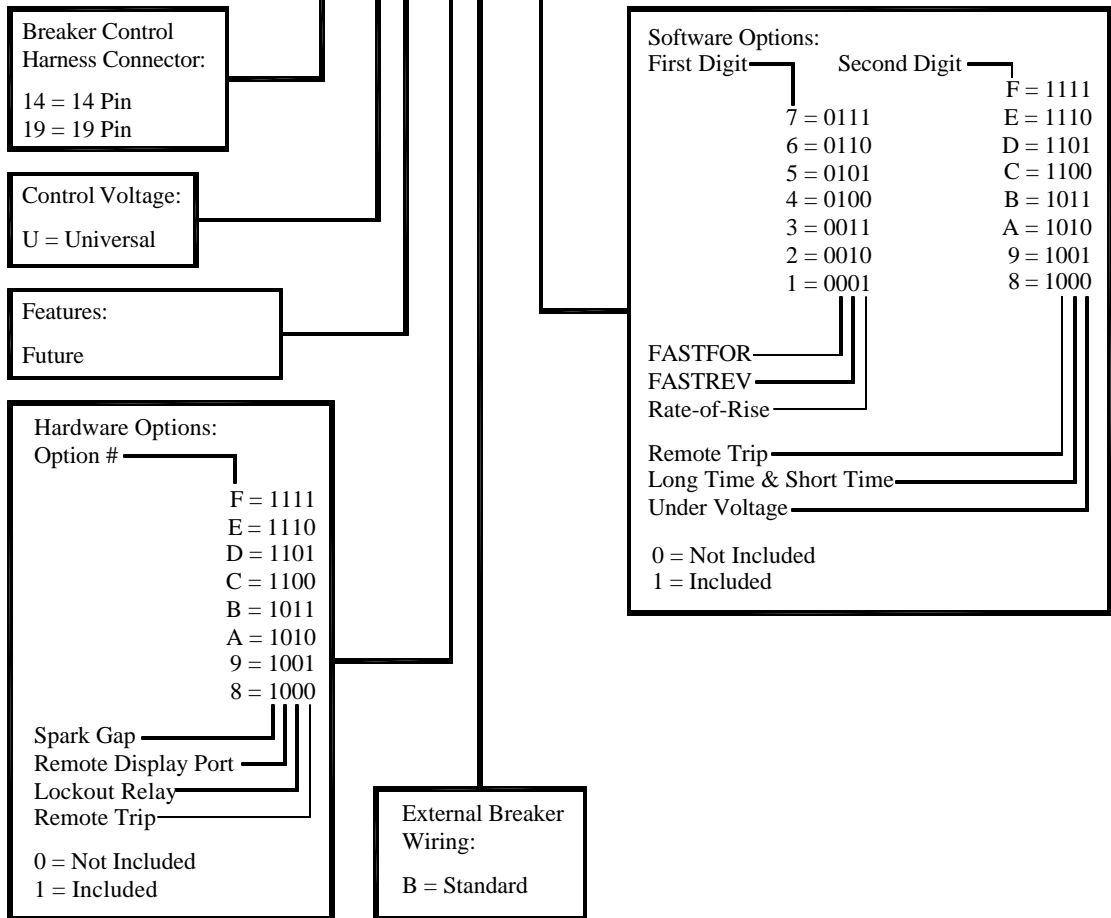 Breaker Control
Harness Connector:
14 = 14 Pin
19 = 19 Pin
Control Voltage:
U = Universal
Features:
Future
Hardware Options:
Option #
F = 1111
E = 1110
D = 1101
C = 1100
B = 1011
A = 1010
9 = 1001
8 = 1000
Spark Gap
Remote Display Port
Lockout Relay
Remote Trip
0 = Not Included
1 = Included
External Breaker
Wiring:
B = Standard
Software Options:
First Digit
7 = 0111
6 = 0110
5 = 0101
4 = 0100
3 = 0011
2 = 0010
1 = 0001
Second Digit
F = 1111
E = 1110
D = 1101
C = 1100
B = 1011
A = 1010
9 = 1001
8 = 1000
FASTFOR
FASTREV
Rate-of-Rise
Remote Trip
Long Time & Short Time
Under Voltage
0 = Not Included
1 = Included